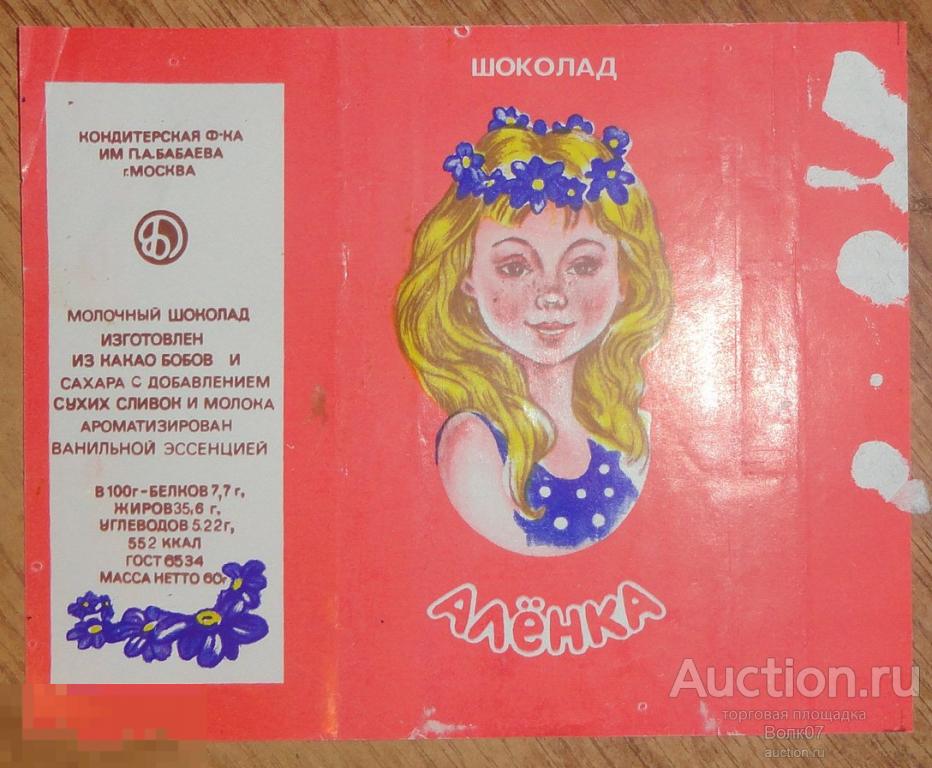 КОНДИТЕРСКАЯ Ф-КА
ИМ П.А.БАБАЕВА
г.МОСКВА
Б
МОЛОЧНЫЙ ШОКОЛАД
ИЗГОТОВЛЕН
ИЗ КАКАО БОБОВ И
САХАРА С ДОБАВЛЕНИЕМ
СУХИХ СЛИВОК И МОЛОКА
АРОМАТИЗИРОВАН
ВАНИЛЬНОЙ ЭССЕНЦИЕЙ
В 100г-БЕЛКОВ 7,7 г,
ЖИРОВ 35,6 г,
УГЛЕВОДОВ 5.22г,
552 ККАЛ
ГОСТ 6534
МАССА НЕТТО 60г
ШОКОЛАД
АЛЁНКА
Auction.ru
торговая площадка
Волк07
auction.ru